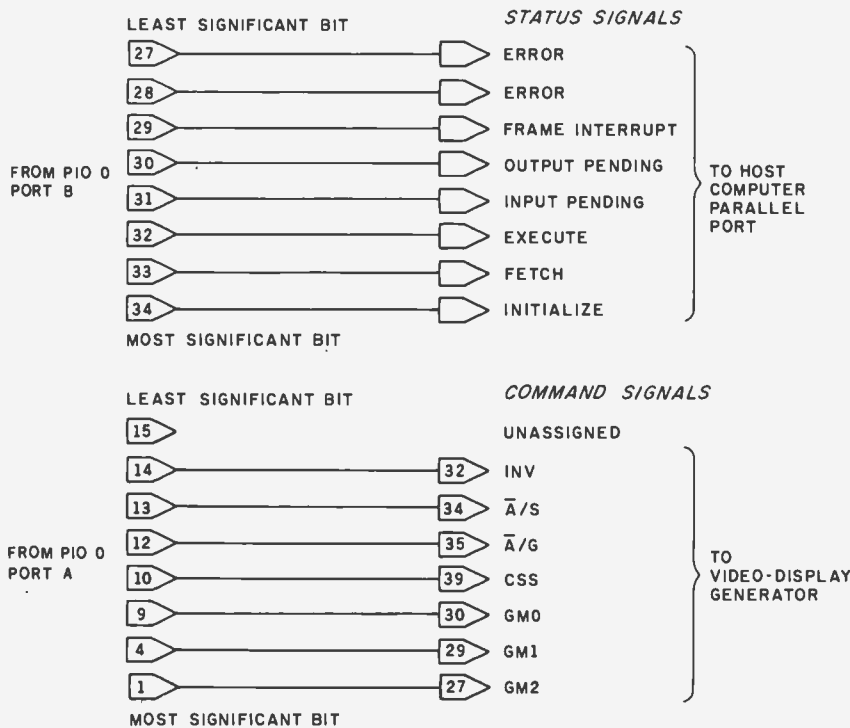 LEAST SIGNIFICANT BIT
STATUS SIGNALS
27 ERROR
28 ERROR
29 FRAME INTERRUPT
30 OUTPUT PENDING
31 INPUT PENDING
32 EXECUTE
33 FETCH
34 INITIALIZE
MOST SIGNIFICANT BIT
FROM PIO 0
PORT B
TO HOST
COMPUTER
PARALLEL
PORT
LEAST SIGNIFICANT BIT
COMMAND SIGNALS
15 UNASSIGNED
14 32 INV
13 34 A̅/S
12 35 A̅/G
10 39 CSS
9 30 GM0
4 29 GM1
1 27 GM2
MOST SIGNIFICANT BIT
FROM PIO 0
PORT A
TO
VIDEO-DISPLAY
GENERATOR